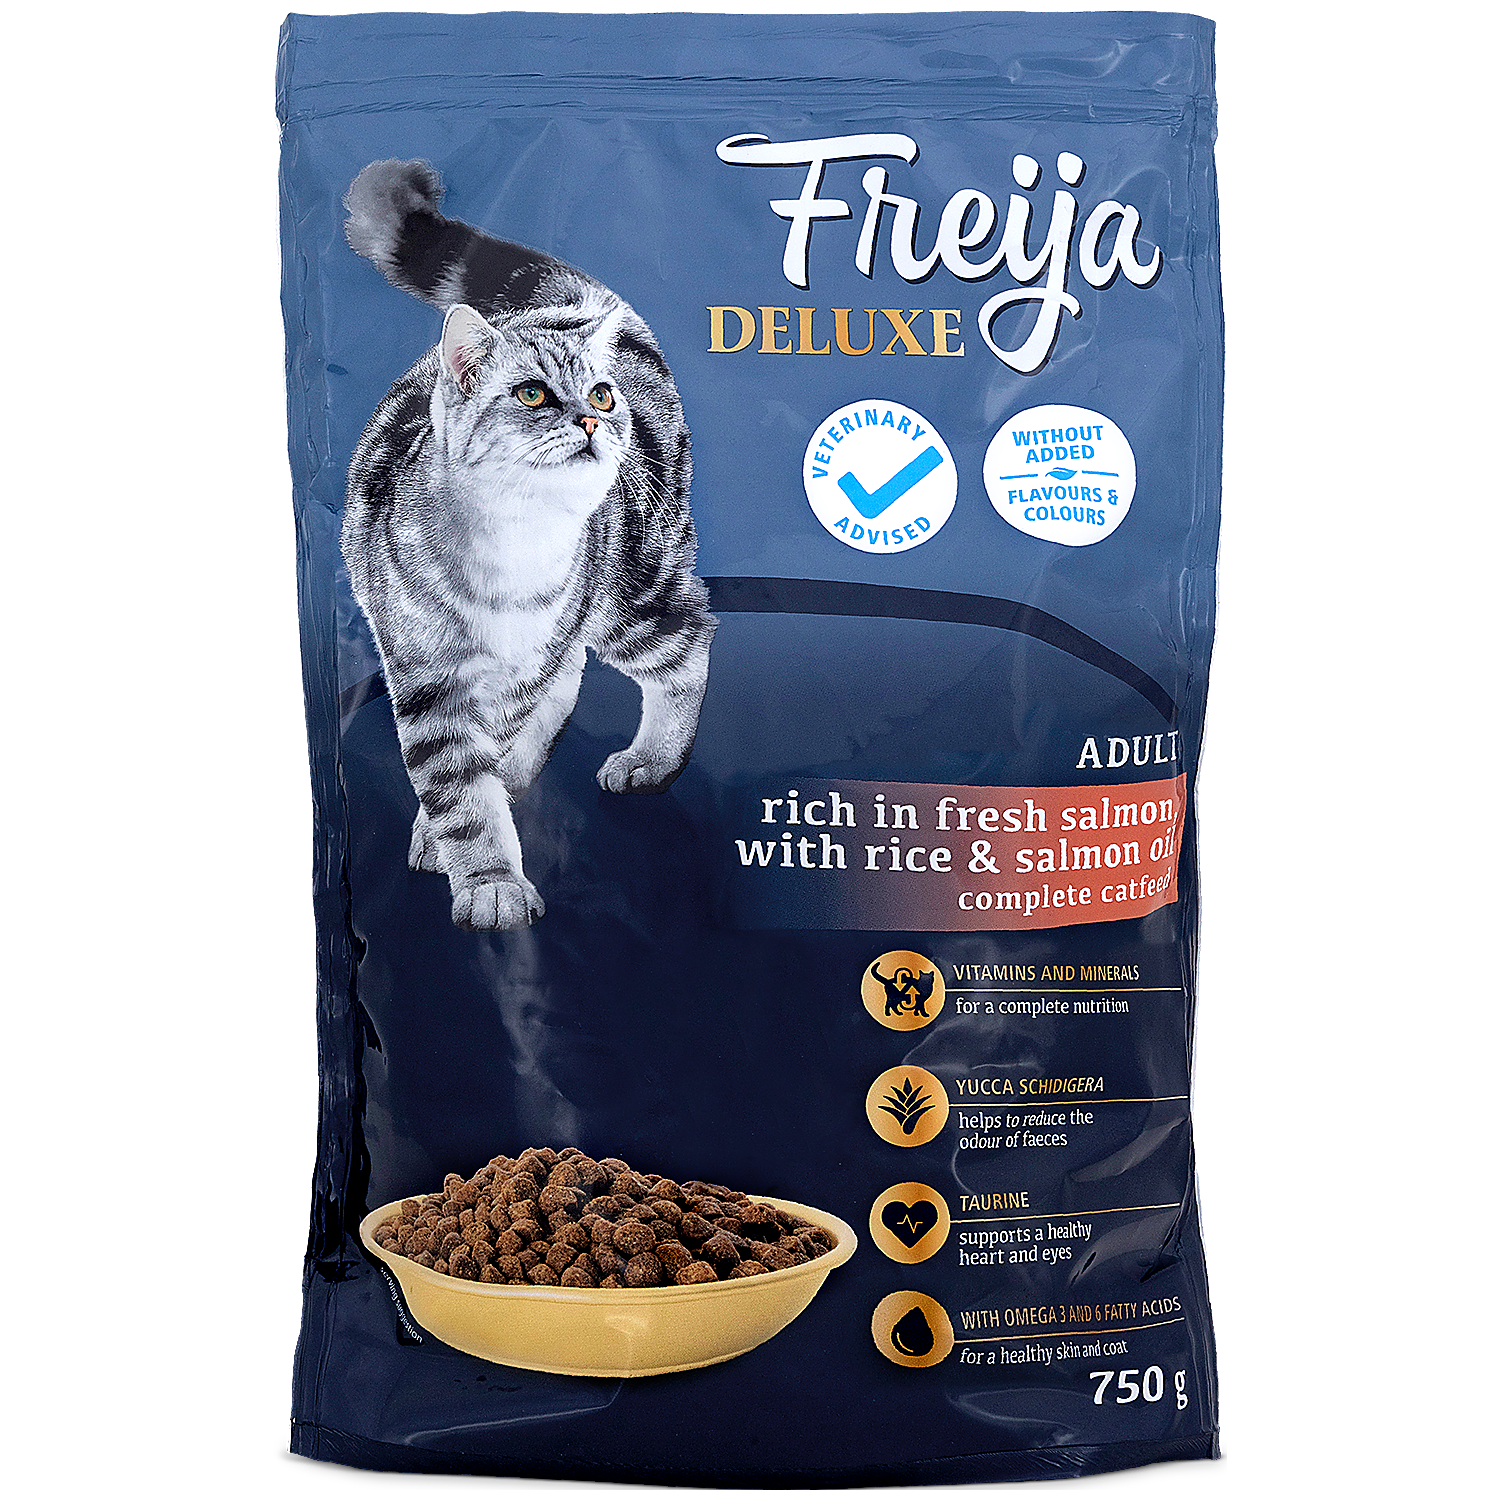 Freija
DELUXE
VETERINARY
ADVISED
WITHOUT
ADDED
FLAVOURS &
COLOURS
ADULT
rich in fresh salmon,
with rice & salmon oil
complete catfeed
VITAMINS AND MINERALS
for a complete nutrition
YUCCA SCHIDIGERA
helps to reduce the
odour of faeces
TAURINE
supports a healthy
heart and eyes
WITH OMEGA 3 AND 6 FATTY ACIDS
for a healthy skin and coat
serving suggestion
750 g